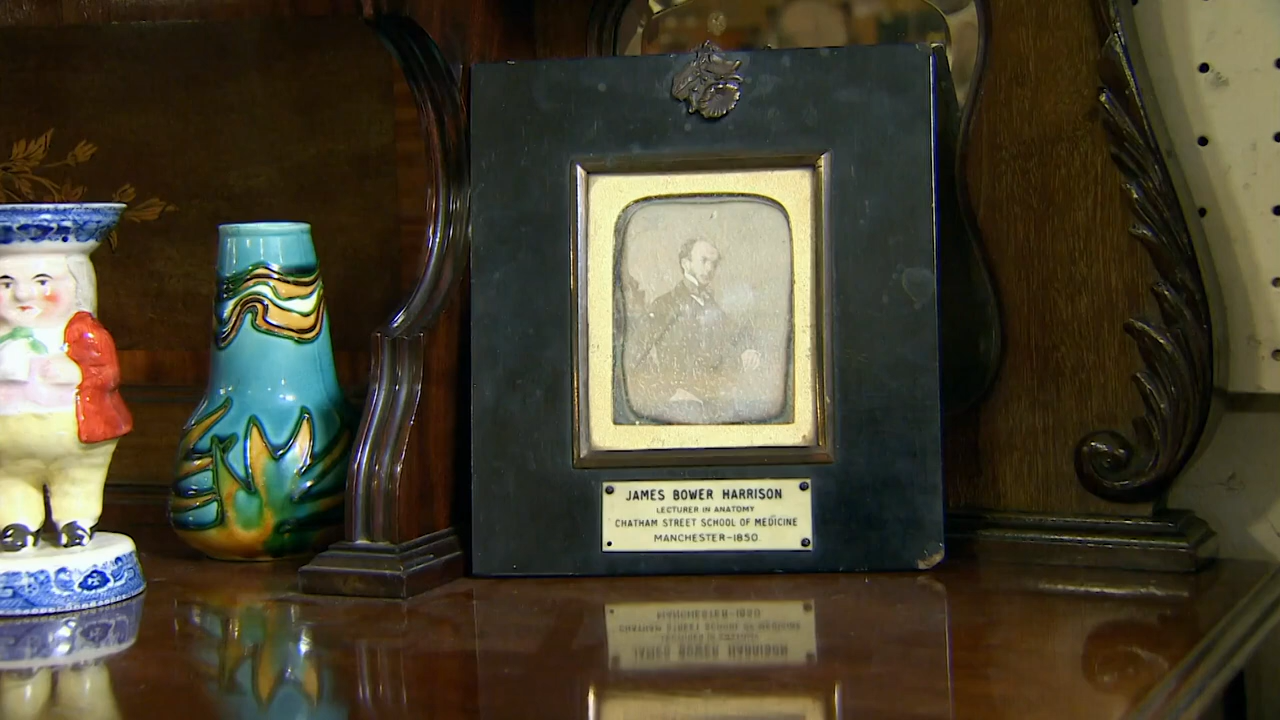 JAMES BOWER HARRISON
LECTURER IN ANATOMY
CHATHAM STREET SCHOOL OF MEDICINE
MANCHESTER-1850.